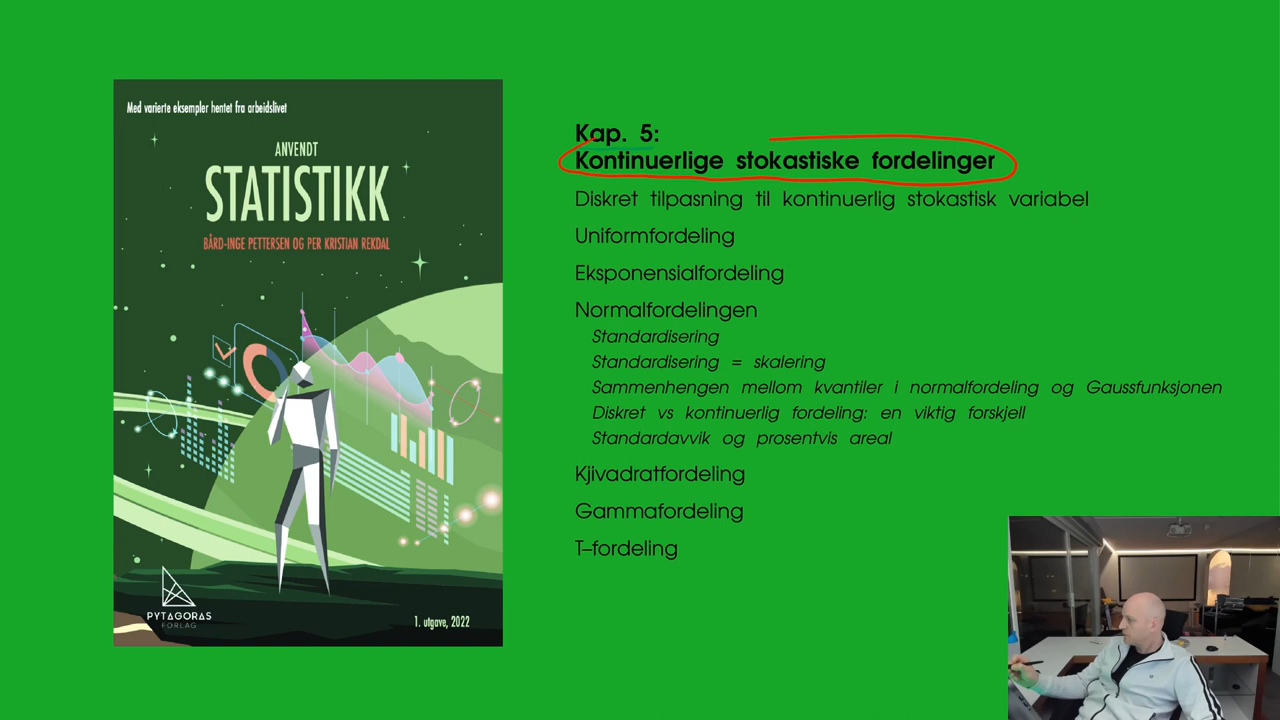 Med varierte eksempler hentet fra arbeidslivet
ANVENDT
STATISTIKK
BÅRD-INGE PETTERSEN OG PER KRISTIAN REKDAL
PYTAGORAS
FORLAG
1. utgave, 2022
Kap. 5:
Kontinuerlige stokastiske fordelinger
Diskret tilpasning til kontinuerlig stokastisk variabel
Uniformfordeling
Eksponensialfordeling
Normalfordelingen
Standardisering
Standardisering = skalering
Sammenhengen mellom kvantiler i normalfordeling og Gaussfunksjonen
Diskret vs kontinuerlig fordeling: en viktig forskjell
Standardavvik og prosentvis areal
Kjivadratfordeling
Gammafordeling
T–fordeling